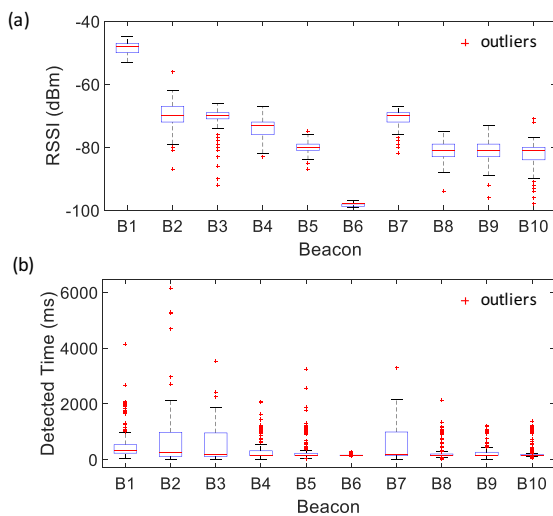 (a)
-40
-60
-80
-100
RSSI (dBm)
outliers
B1 B2 B3 B4 B5 B6 B7 B8 B9 B10
Beacon
(b)
6000
4000
2000
0
Detected Time (ms)
outliers
B1 B2 B3 B4 B5 B6 B7 B8 B9 B10
Beacon